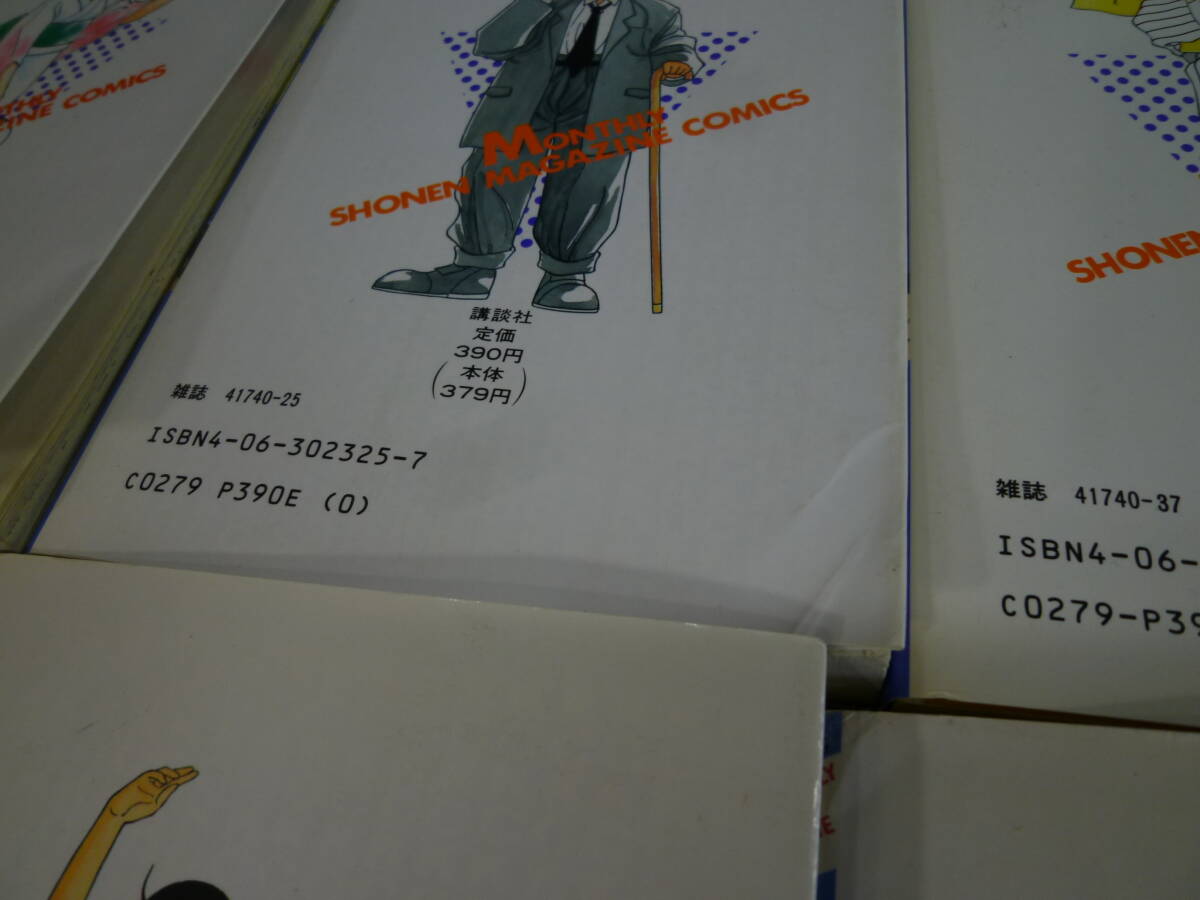 MONTHLY
SHONEN MAGAZINE COMICS
講談社
定価
390円
(本体
379円)
雑誌 41740-25
ISBN4-06-302325-7
C0279 P390E (0)
COMICS
SHONEN
雑誌 41740-37
ISBN4-06-
C0279-P39